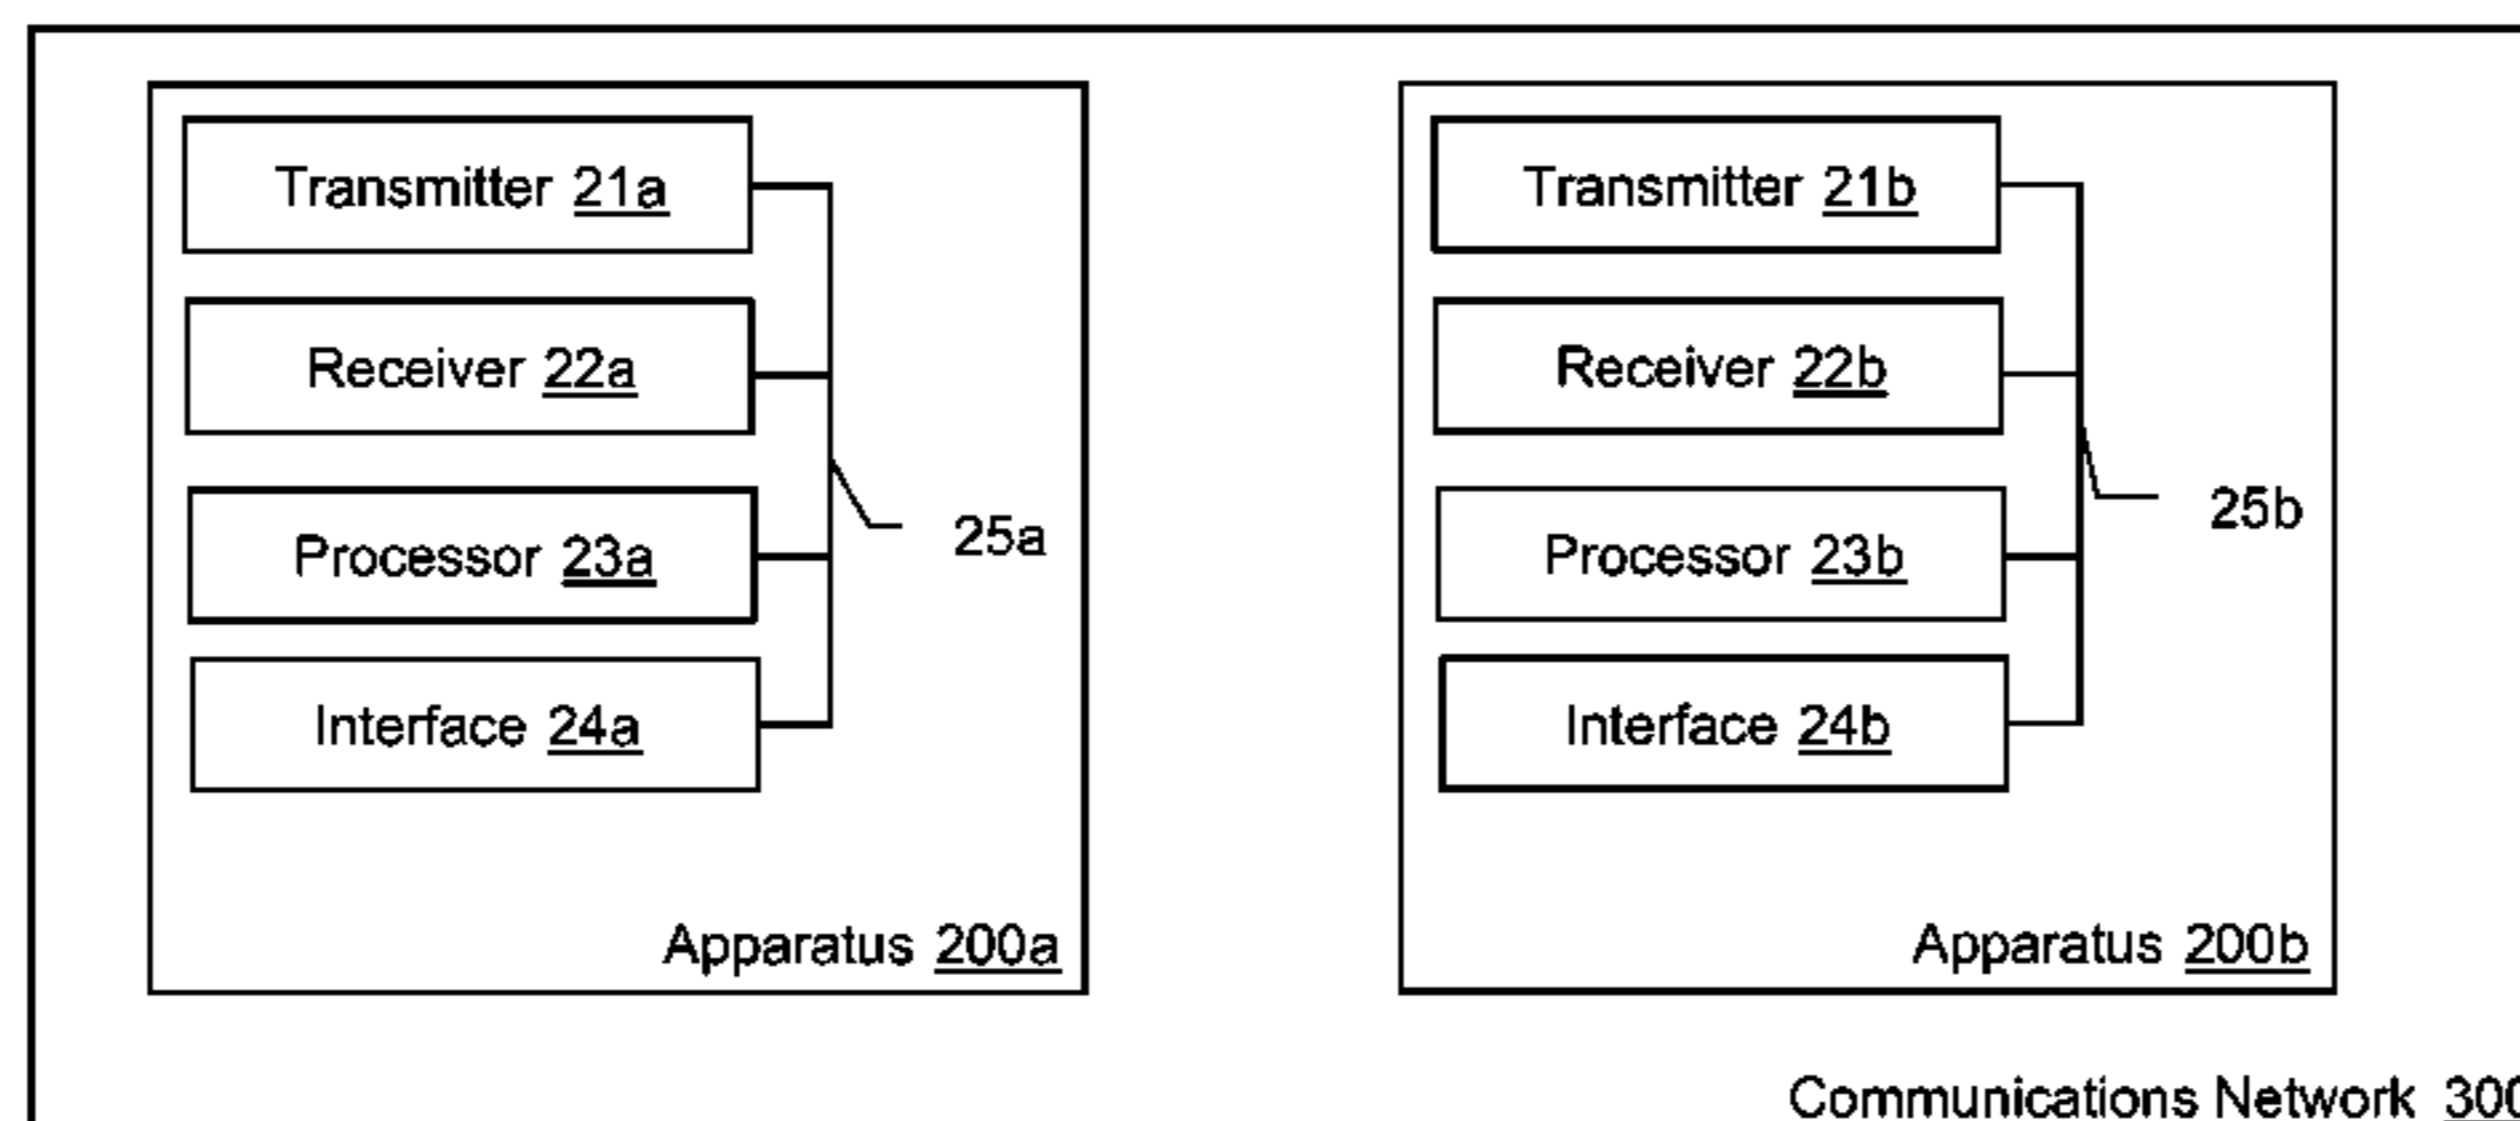 Transmitter 21a
Receiver 22a
Processor 23a
Interface 24a
25a
Apparatus 200a
Transmitter 21b
Receiver 22b
Processor 23b
Interface 24b
25b
Apparatus 200b
Communications Network 300